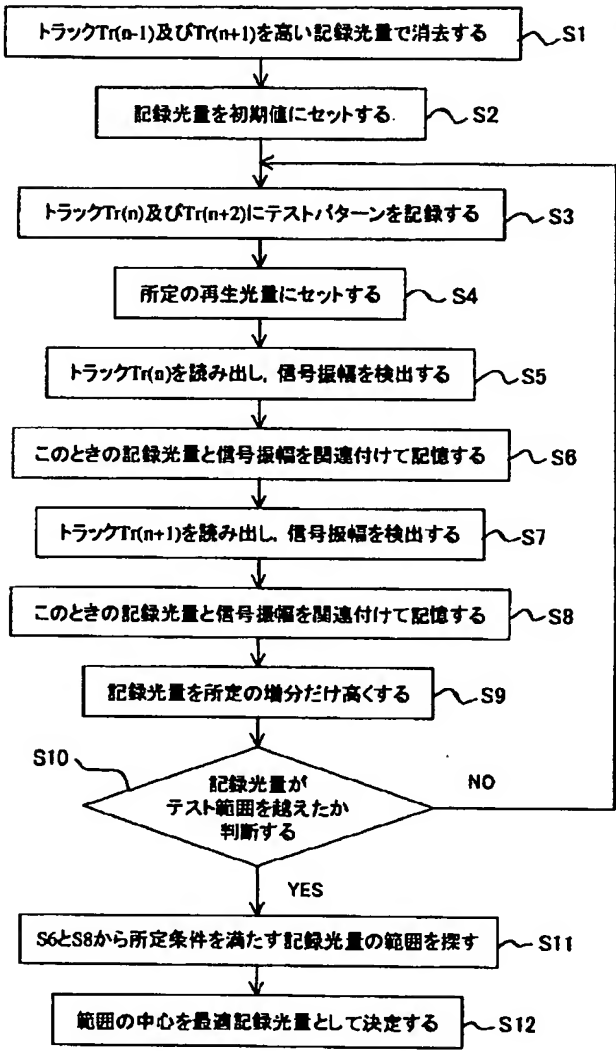 トラックTr(n-1)及びTr(n+1)を高い記録光量で消去する
S1
記録光量を初期値にセットする.
S2
トラックTr(n)及びTr(n+2)にテストパターンを記録する
S3
所定の再生光量にセットする
S4
トラックTr(n)を読み出し, 信号振幅を検出する
S5
このときの記録光量と信号振幅を関連付けて記憶する
S6
トラックTr(n+1)を読み出し, 信号振幅を検出する
S7
このときの記録光量と信号振幅を関連付けて記憶する
S8
記録光量を所定の増分だけ高くする
S9
S10
記録光量が
テスト範囲を越えたか
判断する
NO
YES
S6とS8から所定条件を満たす記録光量の範囲を探す
S11
範囲の中心を最適記録光量として決定する
S12